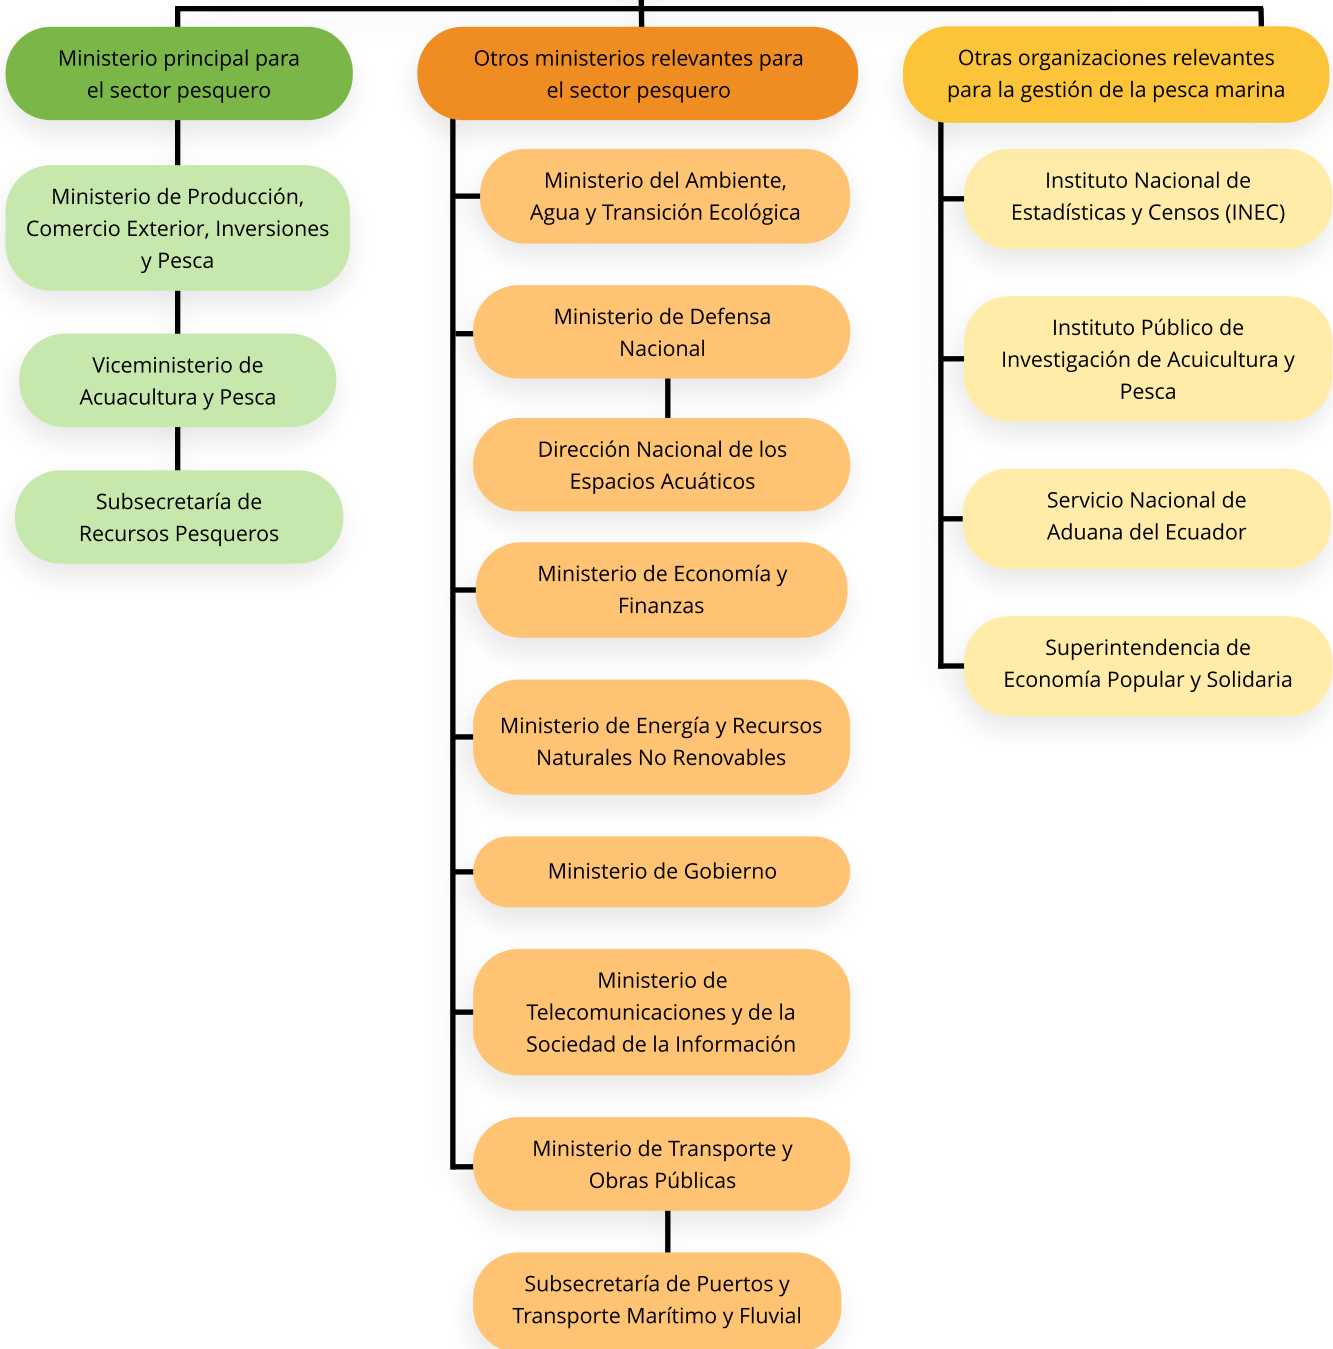 Ministerio principal para
el sector pesquero
Ministerio de Producción,
Comercio Exterior, Inversiones
y Pesca
Viceministerio de
Acuacultura y Pesca
Subsecretaría de
Recursos Pesqueros
Otros ministerios relevantes para
el sector pesquero
Ministerio del Ambiente,
Agua y Transición Ecológica
Ministerio de Defensa
Nacional
Dirección Nacional de los
Espacios Acuáticos
Ministerio de Economía y
Finanzas
Ministerio de Energía y Recursos
Naturales No Renovables
Ministerio de Gobierno
Ministerio de
Telecomunicaciones y de la
Sociedad de la Información
Ministerio de Transporte y
Obras Públicas
Subsecretaría de Puertos y
Transporte Marítimo y Fluvial
Otras organizaciones relevantes
para la gestión de la pesca marina
Instituto Nacional de
Estadísticas y Censos (INEC)
Instituto Público de
Investigación de Acuicultura y
Pesca
Servicio Nacional de
Aduana del Ecuador
Superintendencia de
Economía Popular y Solidaria